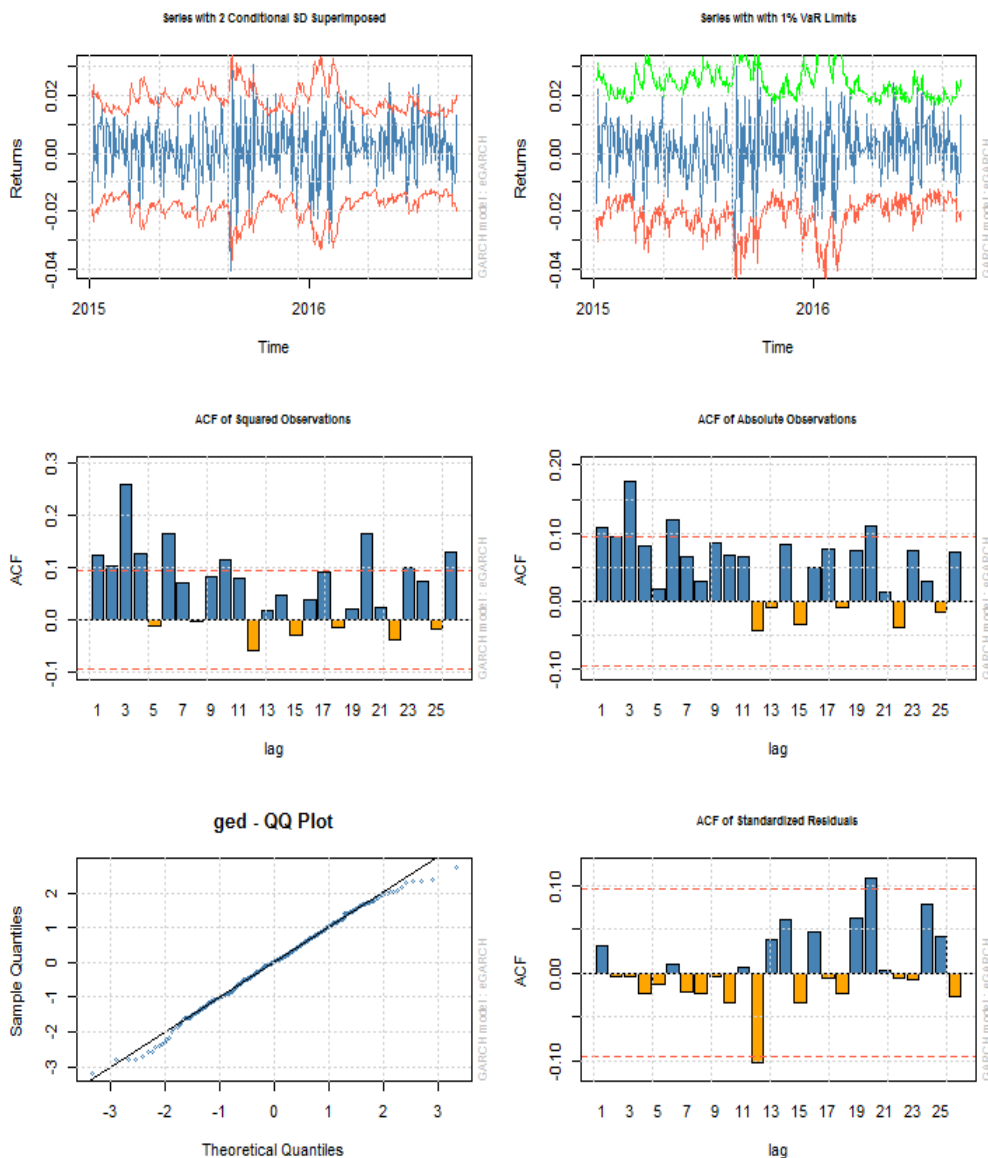 Series with 2 Conditional SD Superimposed
Returns
-0.04 -0.02 0.00 0.02
2015 2016
Time
GARCH model : eGARCH
Series with with 1% VaR Limits
Returns
-0.04 -0.02 0.00 0.02
2015 2016
Time
GARCH model : eGARCH
ACF of Squared Observations
ACF
-0.1 0.0 0.1 0.2 0.3
1 3 5 7 9 11 13 15 17 19 21 23 25
lag
GARCH model : eGARCH
ACF of Absolute Observations
ACF
-0.10 0.00 0.10 0.20
1 3 5 7 9 11 13 15 17 19 21 23 25
lag
GARCH model : eGARCH
ged - QQ Plot
Sample Quantiles
-3 -2 -1 0 1 2
-3 -2 -1 0 1 2 3
Theoretical Quantiles
GARCH model : eGARCH
ACF of Standardized Residuals
ACF
-0.10 0.00 0.10
1 3 5 7 9 11 13 15 17 19 21 23 25
lag
GARCH model : eGARCH